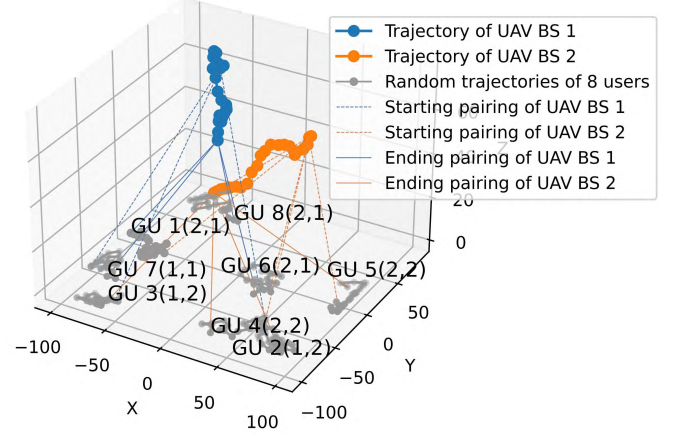 Trajectory of UAV BS 1
Trajectory of UAV BS 2
Random trajectories of 8 users
Starting pairing of UAV BS 1
Starting pairing of UAV BS 2
Ending pairing of UAV BS 1
Ending pairing of UAV BS 2
60
40
Z
20
0
GU 8(2,1)
GU 1(2,1)
GU 7(1,1)
GU 6(2,1)
GU 5(2,2)
GU 3(1,2)
GU 4(2,2)
GU 2(1,2)
−100
−50
0
50
100
X
−100
−50
0
50
Y